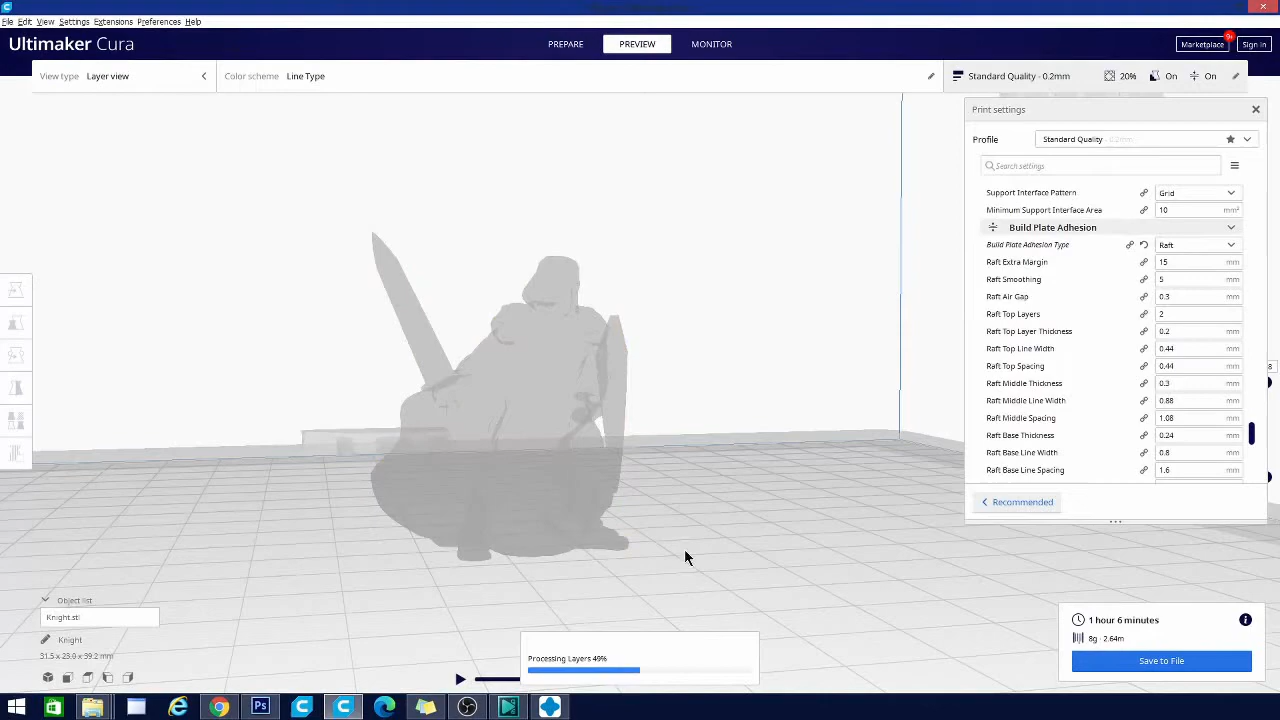 File Edit View Settings Extensions Preferences Help
Ultimaker Cura
PREPARE PREVIEW MONITOR
Marketplace
Sign in
View type Layer view
Color scheme Line Type
Standard Quality - 0.2mm 20% On On
Print settings
Profile Standard Quality - 0.2mm
Search settings
Support Interface Pattern Grid
Minimum Support Interface Area 10 mm²
Build Plate Adhesion
Build Plate Adhesion Type Raft
Raft Extra Margin 15 mm
Raft Smoothing 5 mm
Raft Air Gap 0.3 mm
Raft Top Layers 2
Raft Top Layer Thickness 0.2 mm
Raft Top Line Width 0.44 mm
Raft Top Spacing 0.44 mm
Raft Middle Thickness 0.3 mm
Raft Middle Line Width 0.88 mm
Raft Middle Spacing 1.08 mm
Raft Base Thickness 0.24 mm
Raft Base Line Width 0.8 mm
Raft Base Line Spacing 1.6 mm
Recommended
Object list
Knight.stl
Knight
31.5 x 23.0 x 39.2 mm
Processing Layers 49%
1 hour 6 minutes
8g · 2.64m
Save to File